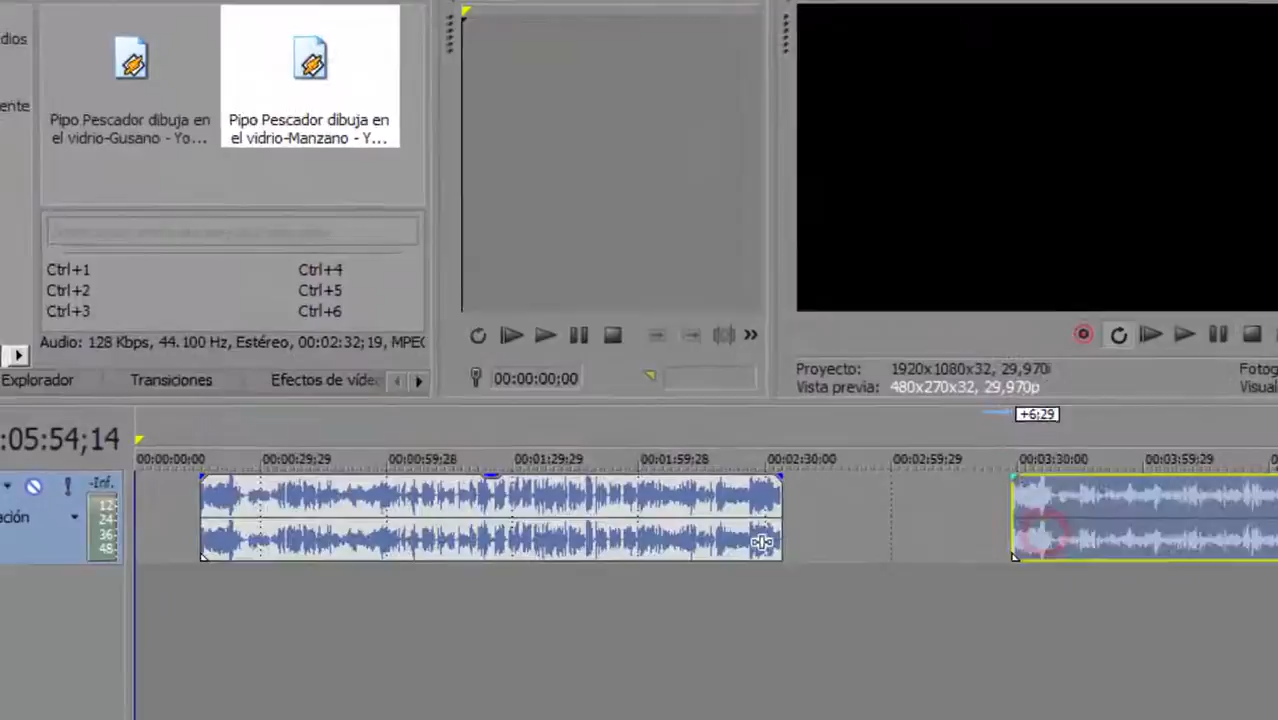 dios
ente
Pipo Pescador dibuja en
el vidrio-Gusano - Yo...
Pipo Pescador dibuja en
el vidrio-Manzano - Y...
Ctrl+1
Ctrl+4
Ctrl+2
Ctrl+5
Ctrl+3
Ctrl+6
Audio: 128 Kbps, 44.100 Hz, Estéreo, 00:02:32;19, MPE
Explorador
Transiciones
Efectos de víde
00:00:00;00
Proyecto:
1920x1080x32, 29,970
Fotog
Vista previa:
480x270x32, 29,970p
Visual
+6;29
:05:54;14
00:00:00;00
00:00:29;29
00:00:59;28
00:01:29;29
00:01:59;28
00:02:30;00
00:02:59;29
00:03:30;00
00:03:59;29
-Inf.
12
24
36
48
ación